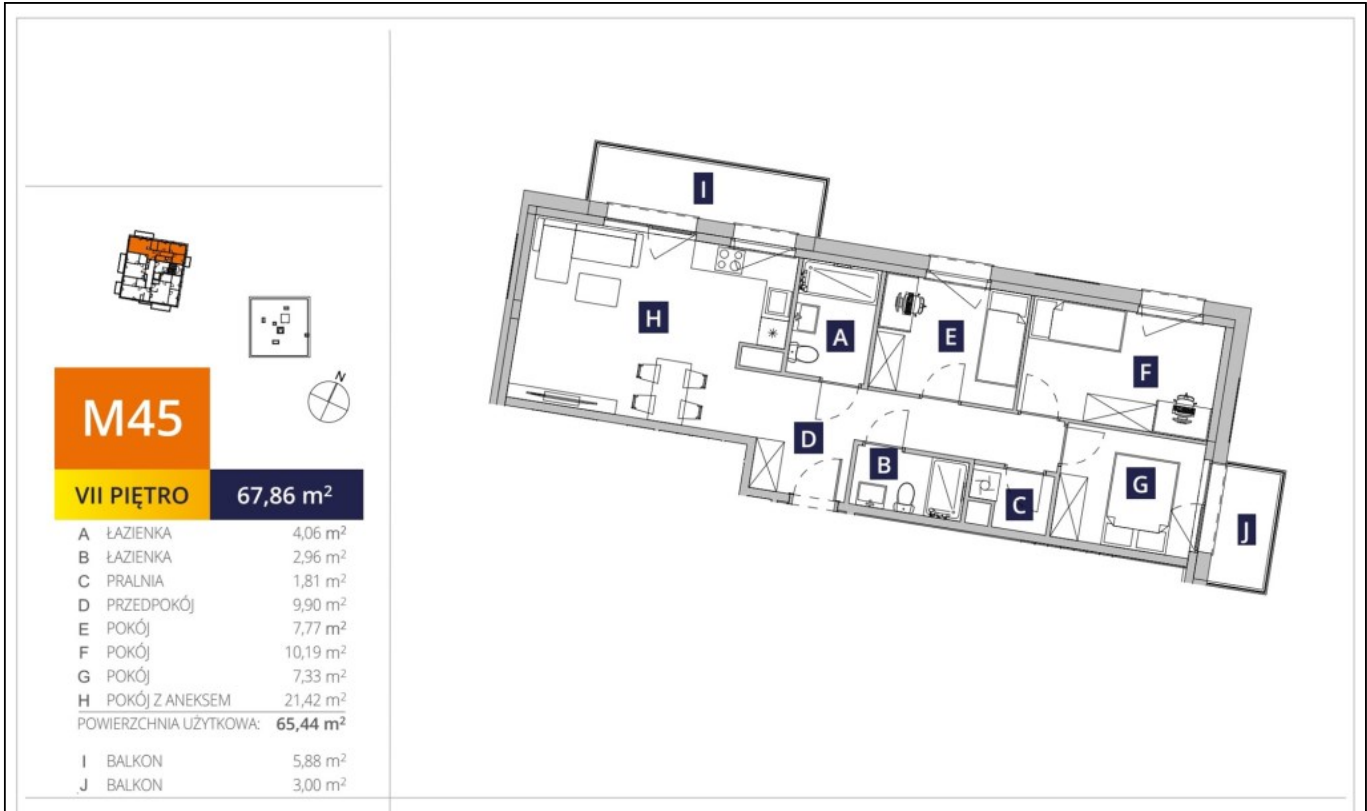 N
M45
VII PIĘTRO 67,86 m²
A ŁAZIENKA 4,06 m²
B ŁAZIENKA 2,96 m²
C PRALNIA 1,81 m²
D PRZEDPOKÓJ 9,90 m²
E POKÓJ 7,77 m²
F POKÓJ 10,19 m²
G POKÓJ 7,33 m²
H POKÓJ Z ANEKSEM 21,42 m²
POWIERZCHNIA UŻYTKOWA: 65,44 m²
I BALKON 5,88 m²
J BALKON 3,00 m²
I
H
A
E
F
D
B
C
G
J